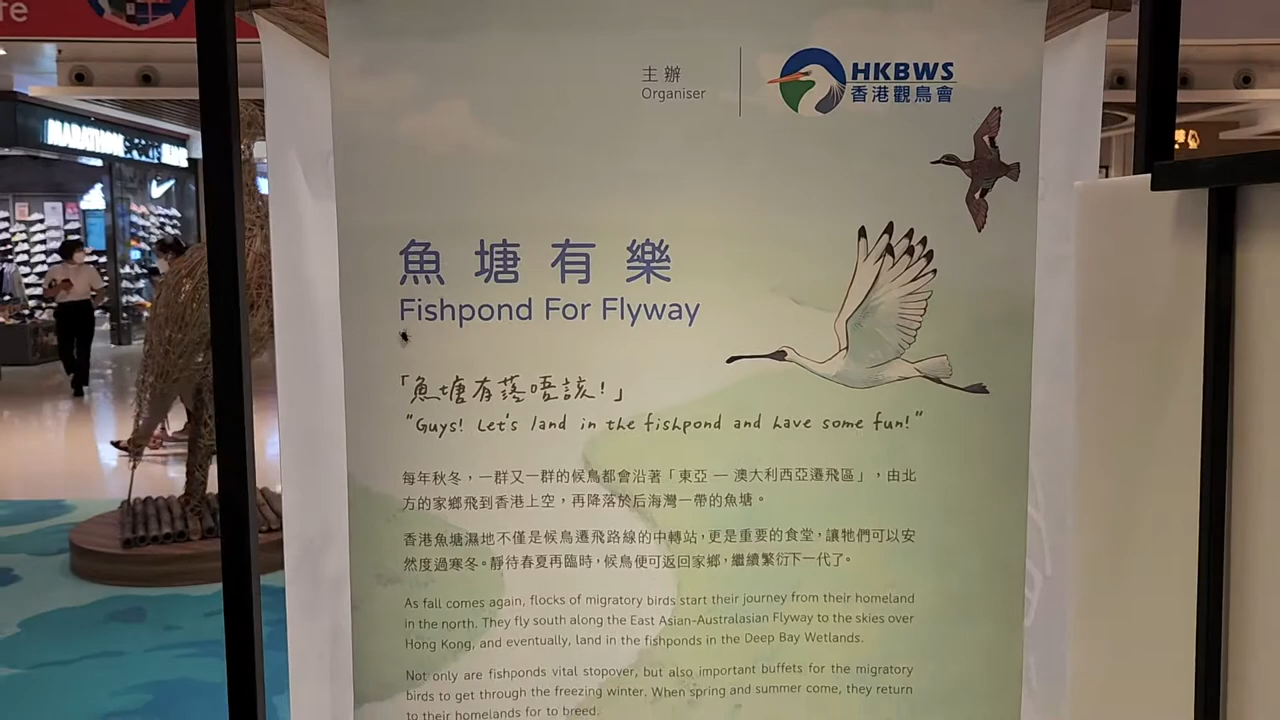 fe
MARATHON SPORTS
主辦
Organiser
HKBWS
香港觀鳥會
魚塘有樂
Fishpond For Flyway
「魚塘有落唔該！」
"Guys! Let's land in the fishpond and have some fun!"
每年秋冬，一群又一群的候鳥都會沿著「東亞 — 澳大利西亞遷飛區」，由北
方的家鄉飛到香港上空，再降落於后海灣一帶的魚塘。
香港魚塘濕地不僅是候鳥遷飛路線的中轉站，更是重要的食堂，讓牠們可以安
然度過寒冬。靜待春夏再臨時，候鳥便可返回家鄉，繼續繁衍下一代了。
As fall comes again, flocks of migratory birds start their journey from their homeland
in the north. They fly south along the East Asian-Australasian Flyway to the skies over
Hong Kong, and eventually, land in the fishponds in the Deep Bay Wetlands.
Not only are fishponds vital stopover, but also important buffets for the migratory
birds to get through the freezing winter. When spring and summer come, they return
to their homelands for to breed.